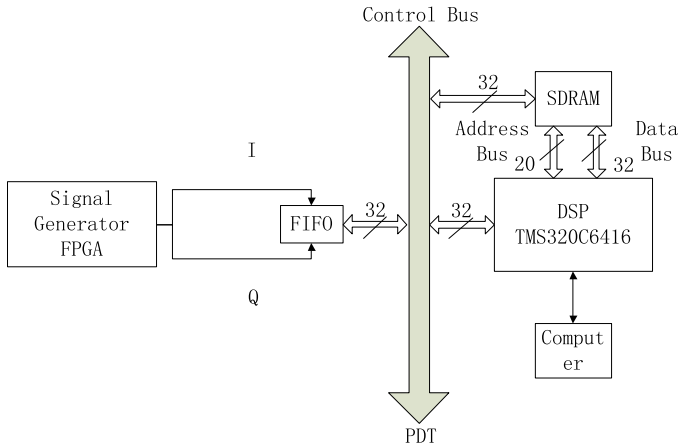 Control Bus
32
SDRAM
Address
Bus
20
Data
Bus
32
I
Signal
Generator
FPGA
FIFO
32
32
DSP
TMS320C6416
Q
Comput
er
PDT